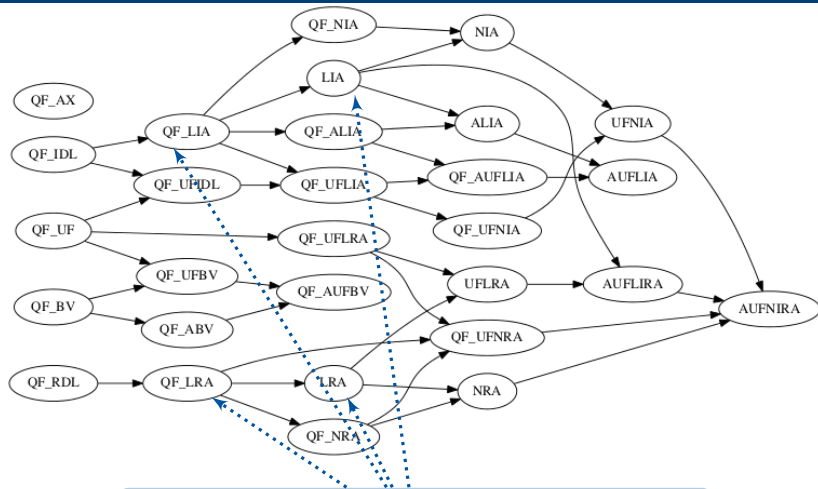 QF_NIA
NIA
LIA
QF_AX
QF_LIA
QF_ALIA
ALIA
UFNIA
QF_IDL
QF_UFIDL
QF_UFLIA
QF_AUFLIA
AUFLIA
QF_UF
QF_UFLRA
QF_UFNIA
QF_UFBV
QF_AUFBV
UFLRA
AUFLIRA
QF_BV
QF_ABV
QF_UFNRA
AUFNIRA
QF_RDL
QF_LRA
LRA
NRA
QF_NRA